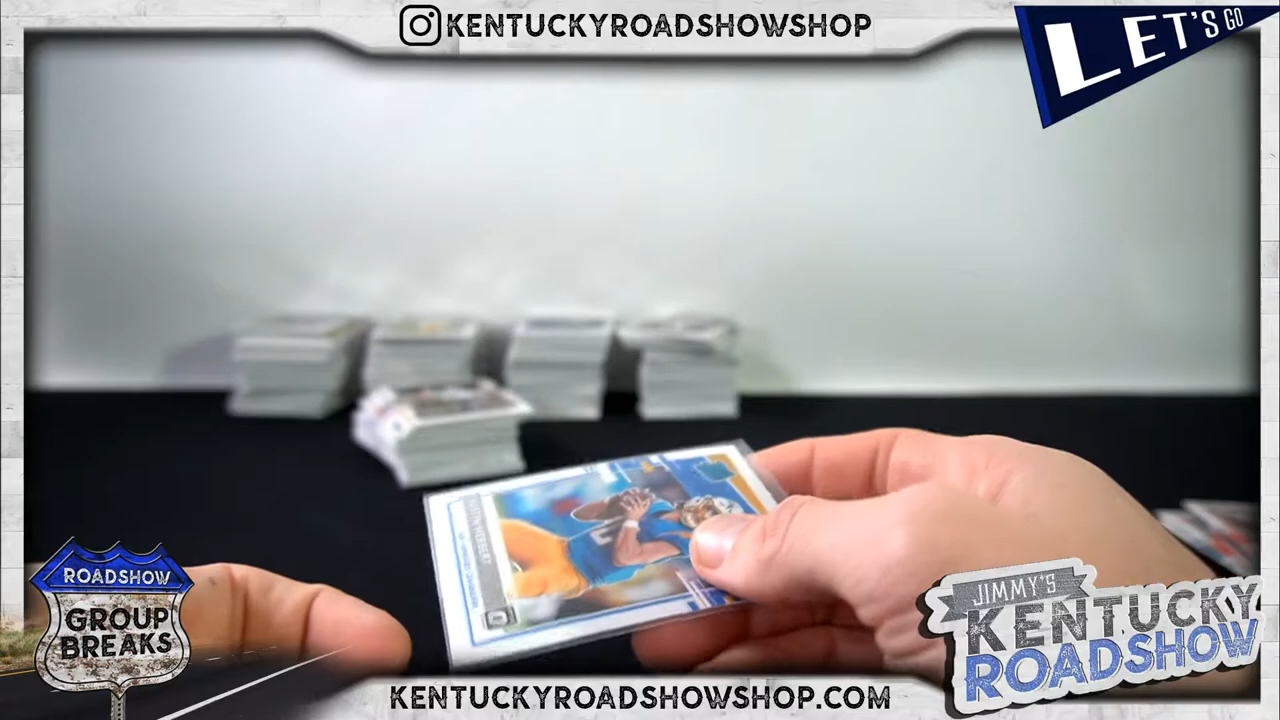 KENTUCKYROADSHOWSHOP
LET'S GO
ROADSHOW
GROUP
BREAKS
JIMMY'S
KENTUCKY
ROADSHOW
KENTUCKYROADSHOWSHOP.COM